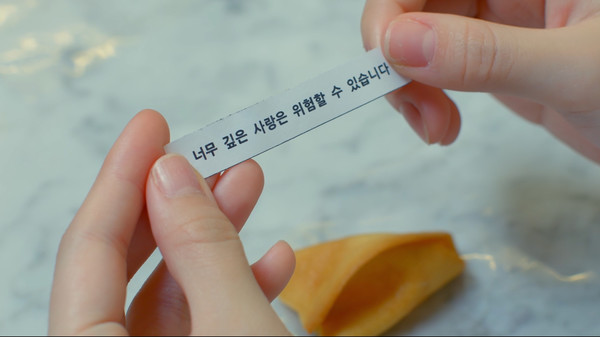 너무 깊은 사랑은 위험할 수 있습니다